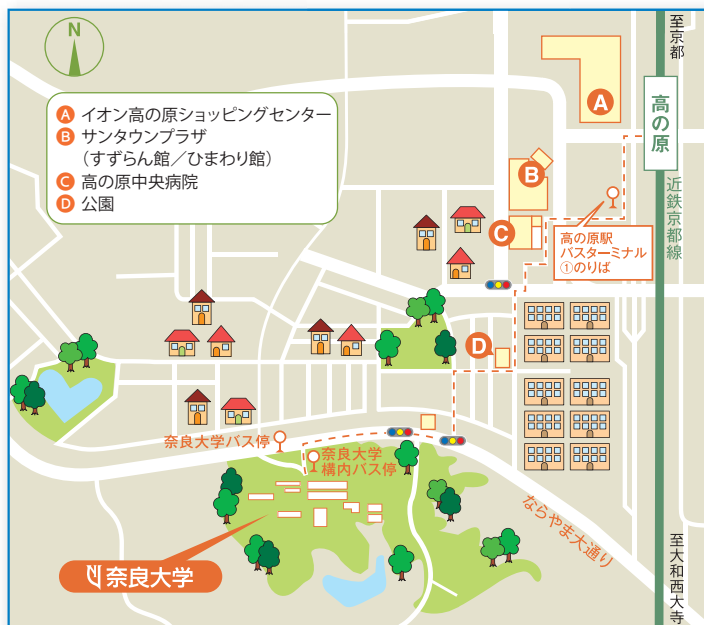 N
A イオン高の原ショッピングセンター
B サンタウンプラザ
（すずらん館／ひまわり館）
C 高の原中央病院
D 公園
至京都
A
高の原
B
近鉄京都線
C
高の原駅
バスターミナル
①のりば
D
奈良大学バス停
奈良大学
構内バス停
ならやま大通り
至大和西大寺
奈良大学